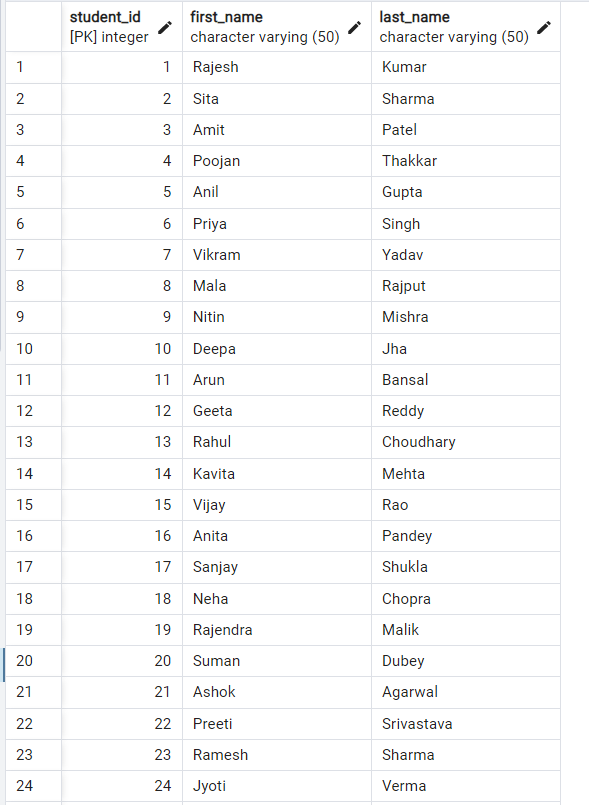 student_id first_name last_name
[PK] integer character varying (50) character varying (50)
1 1 Rajesh Kumar
2 2 Sita Sharma
3 3 Amit Patel
4 4 Poojan Thakkar
5 5 Anil Gupta
6 6 Priya Singh
7 7 Vikram Yadav
8 8 Mala Rajput
9 9 Nitin Mishra
10 10 Deepa Jha
11 11 Arun Bansal
12 12 Geeta Reddy
13 13 Rahul Choudhary
14 14 Kavita Mehta
15 15 Vijay Rao
16 16 Anita Pandey
17 17 Sanjay Shukla
18 18 Neha Chopra
19 19 Rajendra Malik
20 20 Suman Dubey
21 21 Ashok Agarwal
22 22 Preeti Srivastava
23 23 Ramesh Sharma
24 24 Jyoti Verma